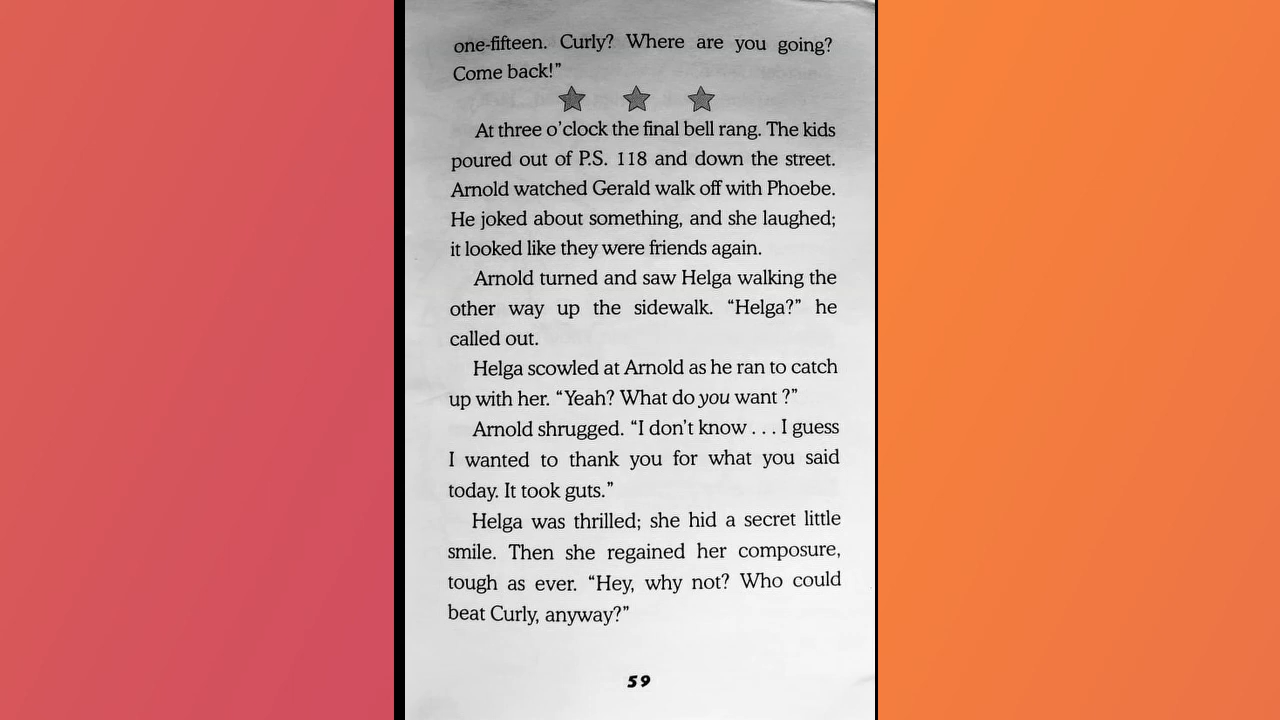 one-fifteen. Curly? Where are you going?
Come back!”
At three o’clock the final bell rang. The kids
poured out of P.S. 118 and down the street.
Arnold watched Gerald walk off with Phoebe.
He joked about something, and she laughed;
it looked like they were friends again.
Arnold turned and saw Helga walking the
other way up the sidewalk. “Helga?” he
called out.
Helga scowled at Arnold as he ran to catch
up with her. “Yeah? What do you want ?”
Arnold shrugged. “I don’t know . . . I guess
I wanted to thank you for what you said
today. It took guts.”
Helga was thrilled; she hid a secret little
smile. Then she regained her composure,
tough as ever. “Hey, why not? Who could
beat Curly, anyway?”
59